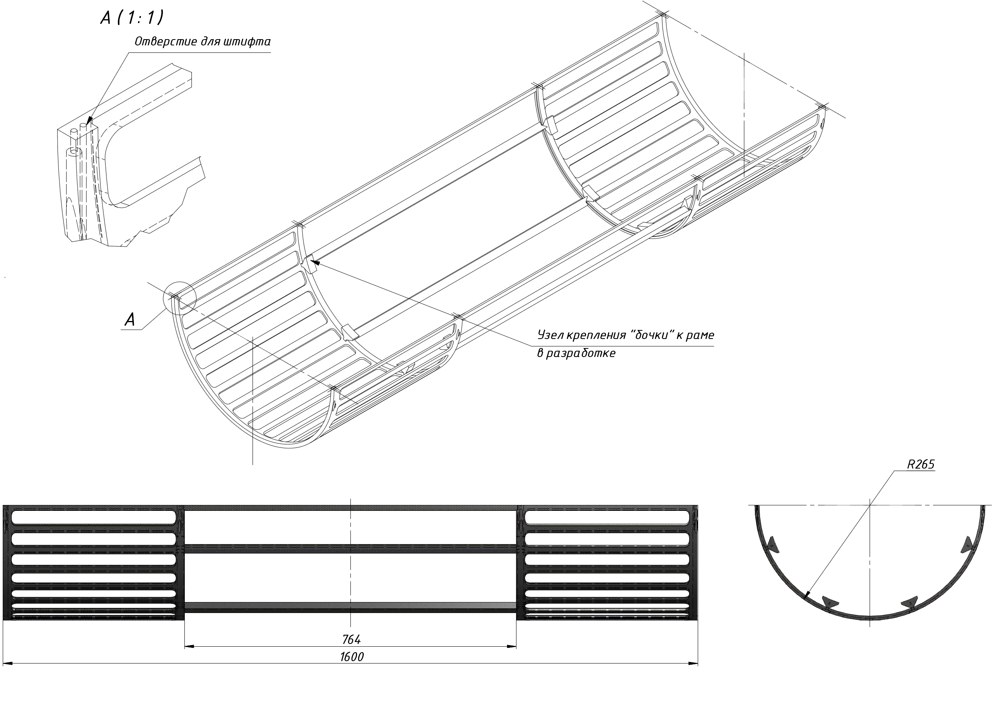 А (1:1)
Отверстие для штифта
А
Узел крепления "бочки" к раме
в разработке
R265
764
1600